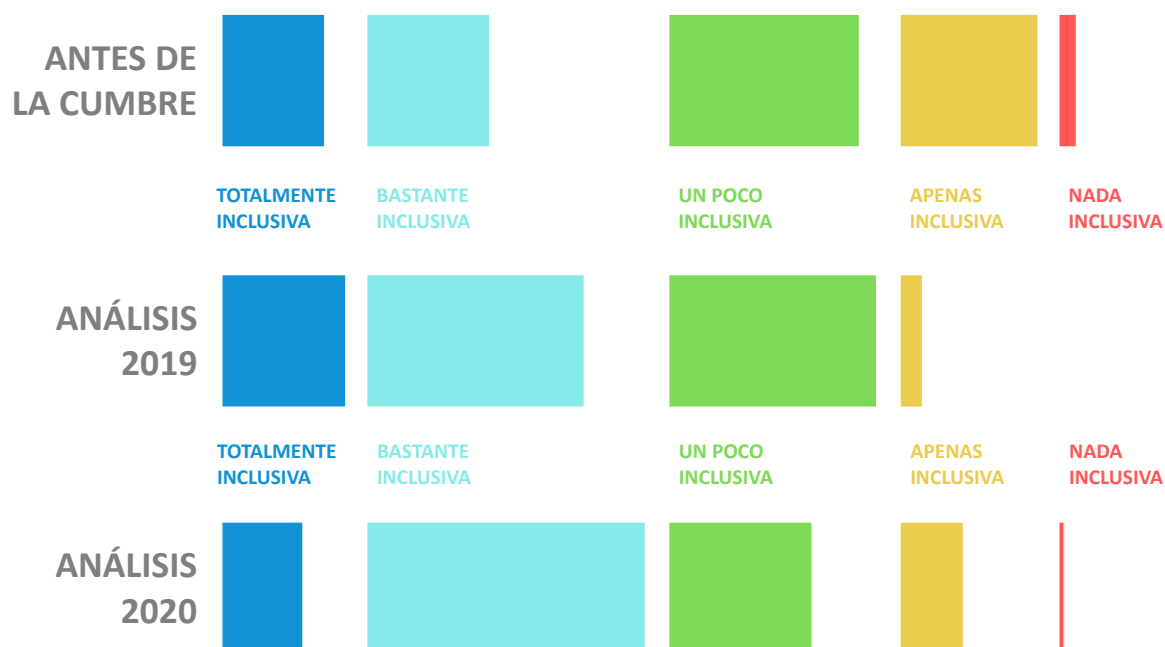 ANTES DE
LA CUMBRE
TOTALMENTE
INCLUSIVA
BASTANTE
INCLUSIVA
UN POCO
INCLUSIVA
APENAS
INCLUSIVA
NADA
INCLUSIVA
ANÁLISIS
2019
TOTALMENTE
INCLUSIVA
BASTANTE
INCLUSIVA
UN POCO
INCLUSIVA
APENAS
INCLUSIVA
NADA
INCLUSIVA
ANÁLISIS
2020